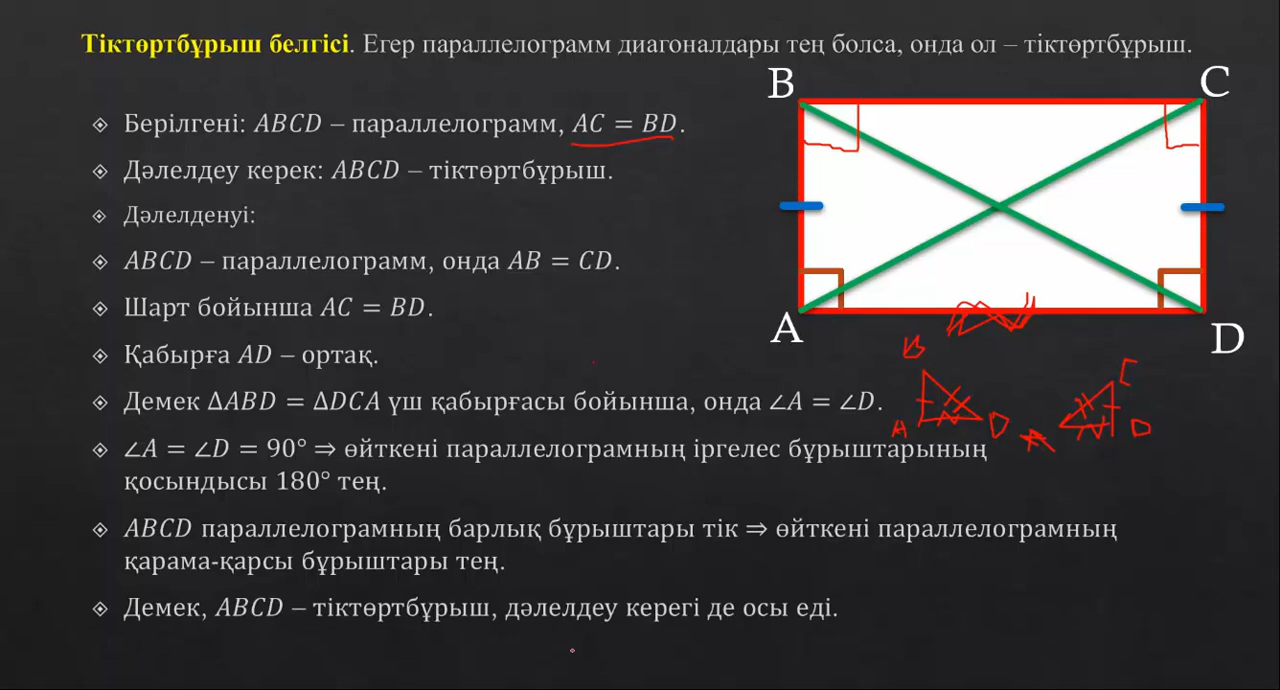 Тіктөртбұрыш белгісі. Егер параллелограмм диагоналдары тең болса, онда ол – тіктөртбұрыш.
B
C
Берілгені: ABCD – параллелограмм, AC = BD.
Дәлелдеу керек: ABCD – тіктөртбұрыш.
Дәлелденуі:
ABCD – параллелограмм, онда AB = CD.
Шарт бойынша AC = BD.
A
D
Қабырға AD – ортақ.
B
C
Демек ΔABD = ΔDCA үш қабырғасы бойынша, онда ∠A = ∠D.
A
D
A
D
∠A = ∠D = 90° ⇒ өйткені параллелограмның іргелес бұрыштарының
қосындысы 180° тең.
ABCD параллелограмның барлық бұрыштары тік ⇒ өйткені параллелограмның
қарама-қарсы бұрыштары тең.
Демек, ABCD – тіктөртбұрыш, дәлелдеу керегі де осы еді.